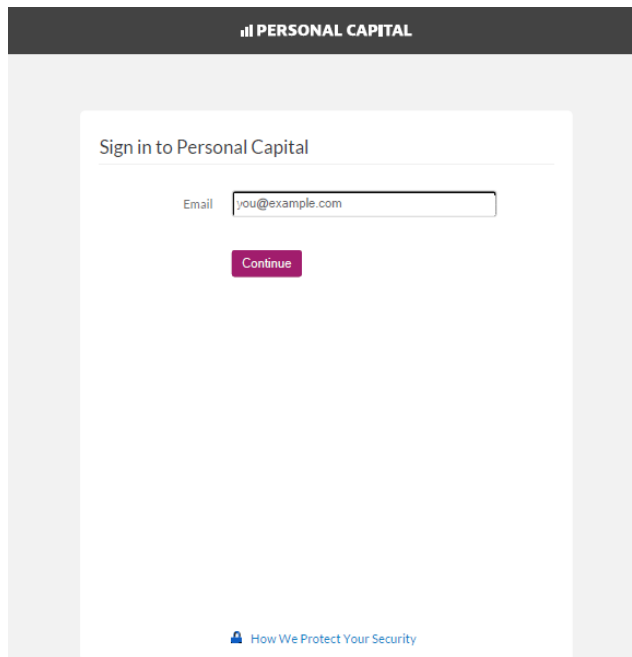 PERSONAL CAPITAL
Sign in to Personal Capital
Email you@example.com
Continue
How We Protect Your Security